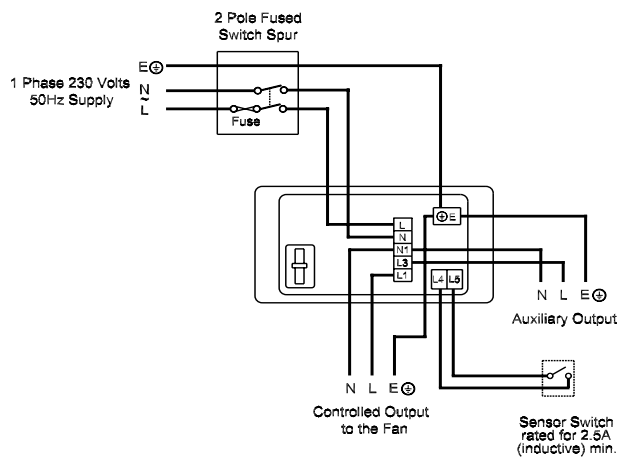 2 Pole Fused
Switch Spur
E
1 Phase 230 Volts
50Hz Supply
N
~
L
Fuse
L
N
N1
L3
L1
E
L4 L5
N L E
Auxiliary Output
N L E
Controlled Output
to the Fan
Sensor Switch
rated for 2.5A
(inductive) min.